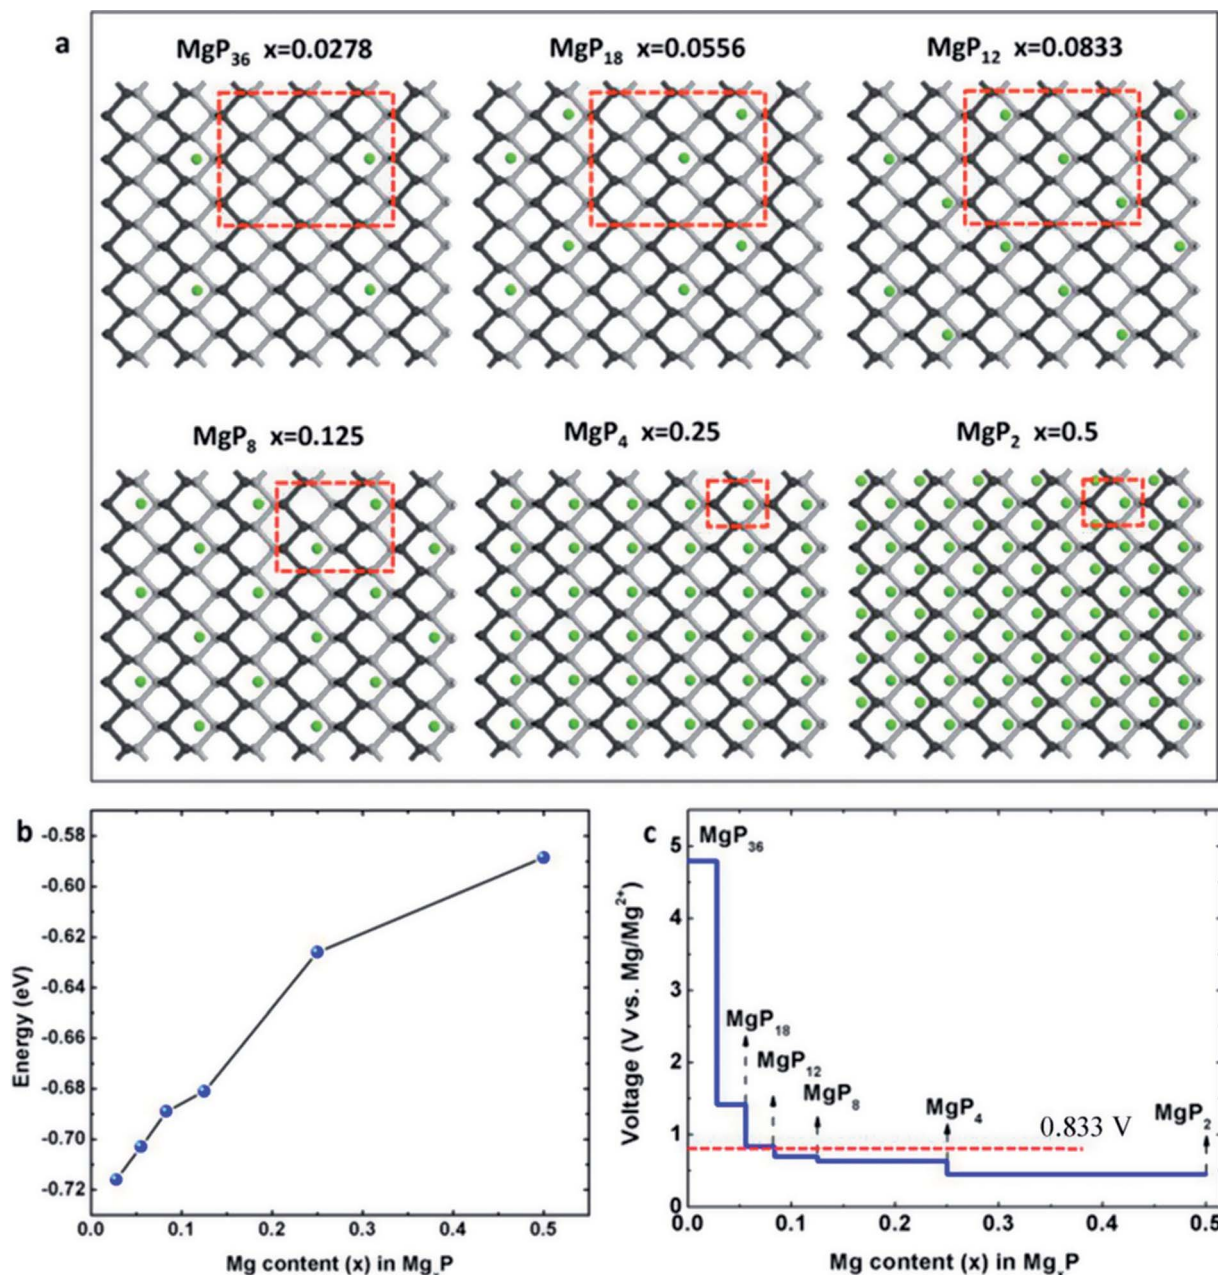 a
MgP₃₆ x=0.0278
MgP₁₈ x=0.0556
MgP₁₂ x=0.0833
MgP₈ x=0.125
MgP₄ x=0.25
MgP₂ x=0.5
b
Energy (eV)
-0.58
-0.60
-0.62
-0.64
-0.66
-0.68
-0.70
-0.72
0.0 0.1 0.2 0.3 0.4 0.5
Mg content (x) in MgₓP
c
Voltage (V vs. Mg/Mg²⁺)
5
4
3
2
1
0
MgP₃₆
MgP₁₈
MgP₁₂
MgP₈
MgP₄
0.833 V
MgP₂
0.0 0.1 0.2 0.3 0.4 0.5
Mg content (x) in MgₓP